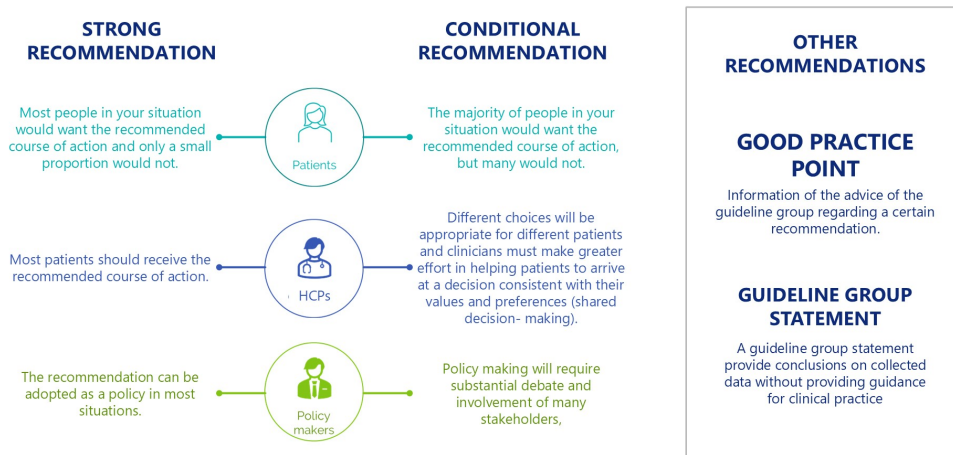 STRONG
RECOMMENDATION
CONDITIONAL
RECOMMENDATION
Most people in your situation
would want the recommended
course of action and only a small
proportion would not.
Patients
The majority of people in your
situation would want the
recommended course of action,
but many would not.
Most patients should receive the
recommended course of action.
HCPs
Different choices will be
appropriate for different patients
and clinicians must make greater
effort in helping patients to arrive
at a decision consistent with their
values and preferences (shared
decision- making).
The recommendation can be
adopted as a policy in most
situations.
Policy
makers
Policy making will require
substantial debate and
involvement of many
stakeholders,
OTHER
RECOMMENDATIONS
GOOD PRACTICE
POINT
Information of the advice of the
guideline group regarding a certain
recommendation.
GUIDELINE GROUP
STATEMENT
A guideline group statement
provide conclusions on collected
data without providing guidance
for clinical practice